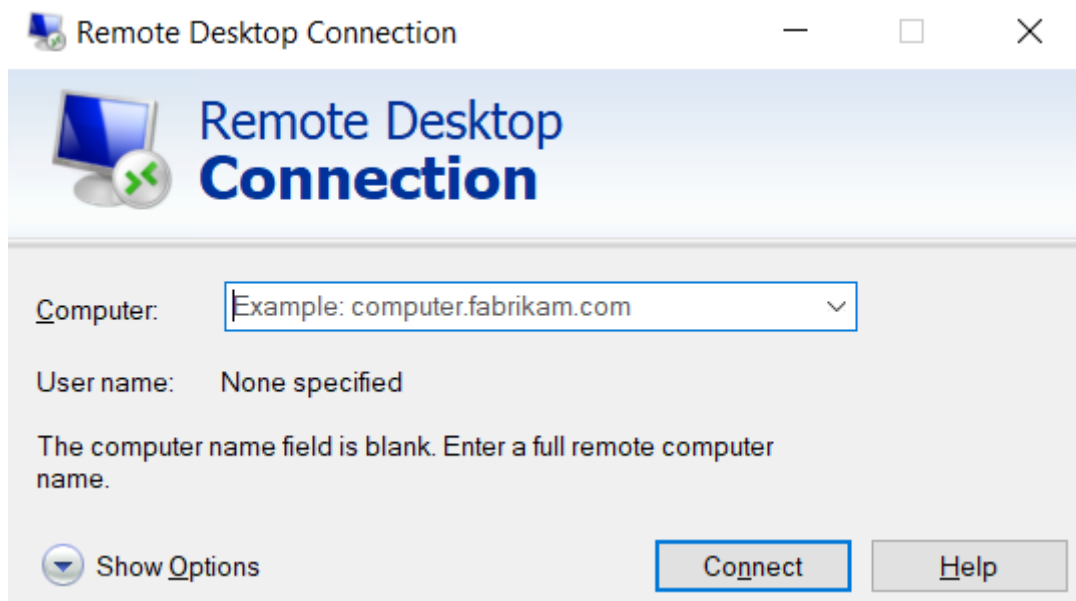 Remote Desktop Connection
Remote Desktop
Connection
Computer:
Example: computer.fabrikam.com
User name: None specified
The computer name field is blank. Enter a full remote computer
name.
Show Options
Connect
Help